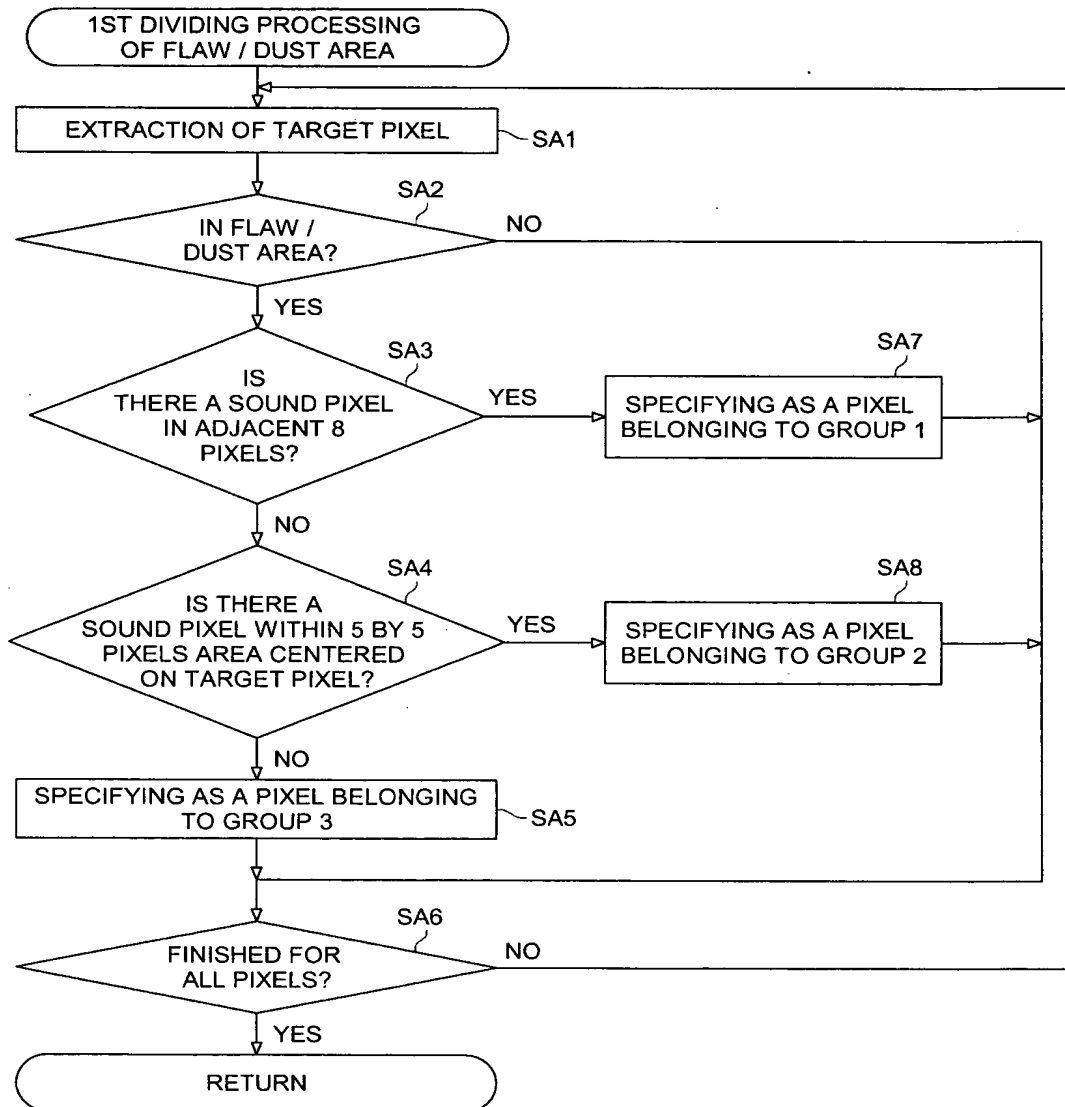 1ST DIVIDING PROCESSING
OF FLAW / DUST AREA
EXTRACTION OF TARGET PIXEL
SA1
SA2
IN FLAW /
DUST AREA?
NO
YES
SA3
IS
THERE A SOUND PIXEL
IN ADJACENT 8
PIXELS?
YES
SA7
SPECIFYING AS A PIXEL
BELONGING TO GROUP 1
NO
SA4
IS THERE A
SOUND PIXEL WITHIN 5 BY 5
PIXELS AREA CENTERED
ON TARGET PIXEL?
YES
SA8
SPECIFYING AS A PIXEL
BELONGING TO GROUP 2
NO
SPECIFYING AS A PIXEL BELONGING
TO GROUP 3
SA5
SA6
FINISHED FOR
ALL PIXELS?
NO
YES
RETURN